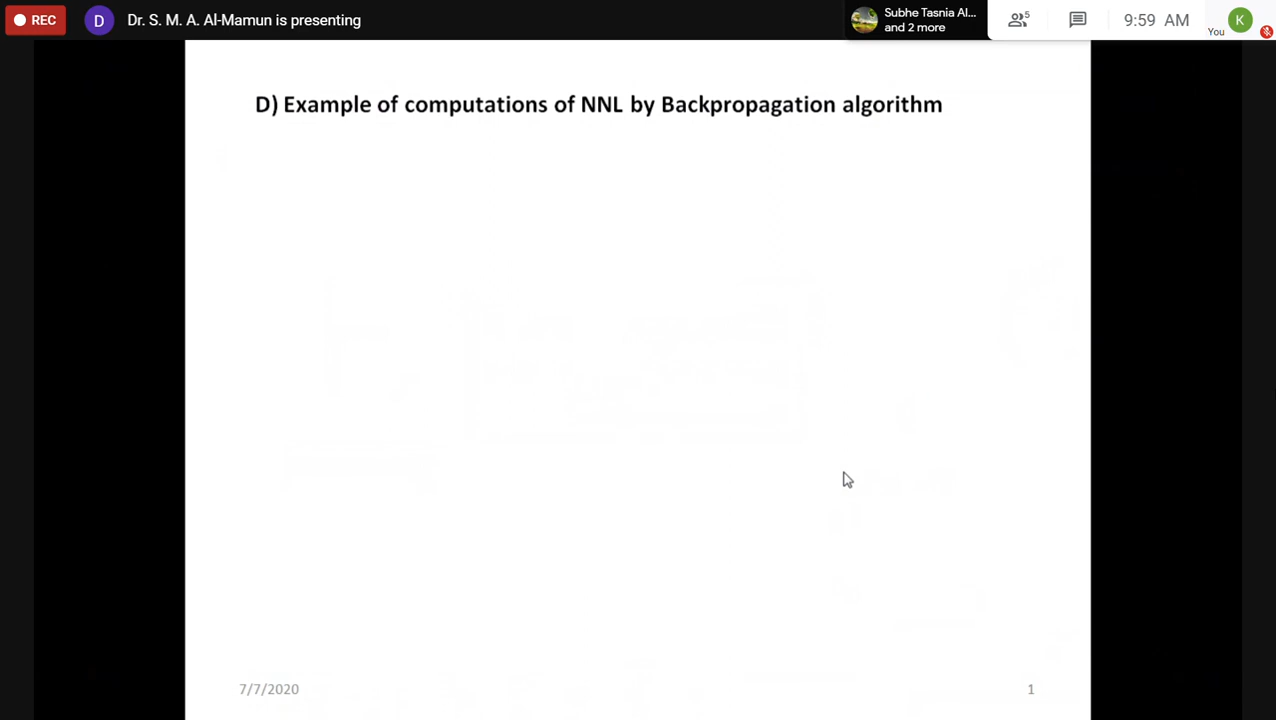 REC
D
Dr. S. M. A. Al-Mamun is presenting
Subhe Tasnia Al...
and 2 more
5
9:59 AM
You
K
D) Example of computations of NNL by Backpropagation algorithm
7/7/2020
1